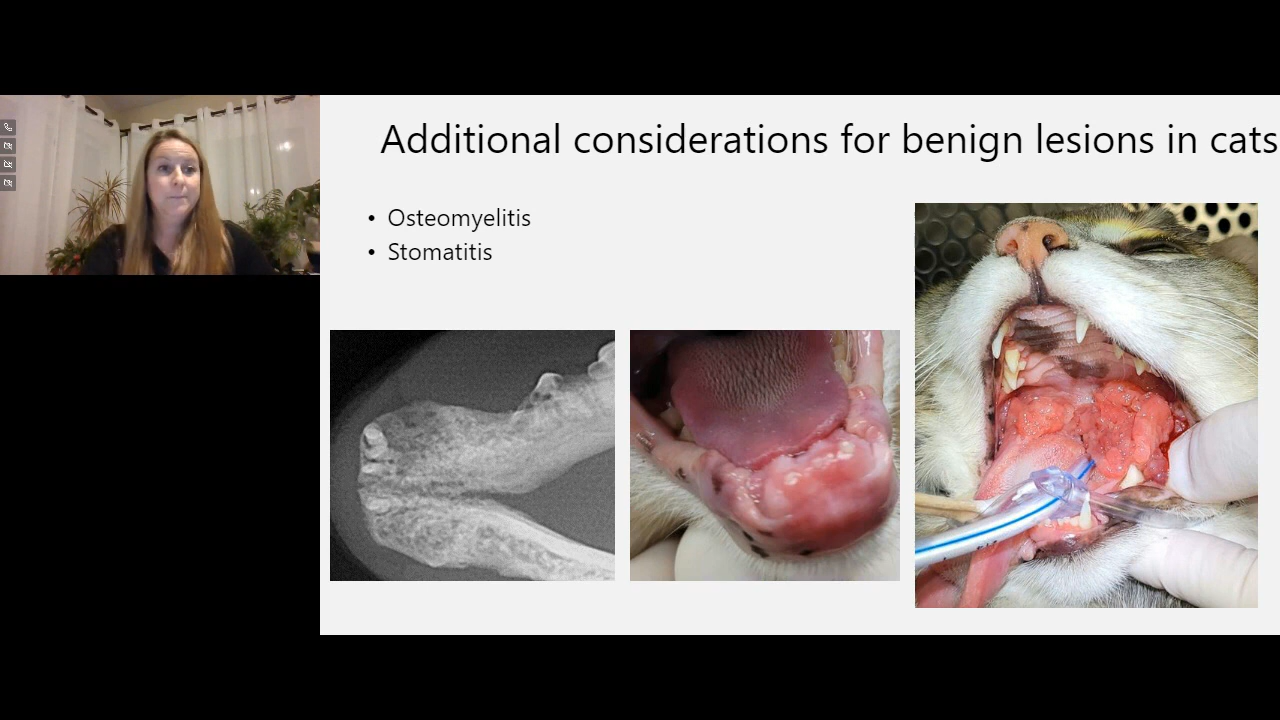 Additional considerations for benign lesions in cats
• Osteomyelitis
• Stomatitis